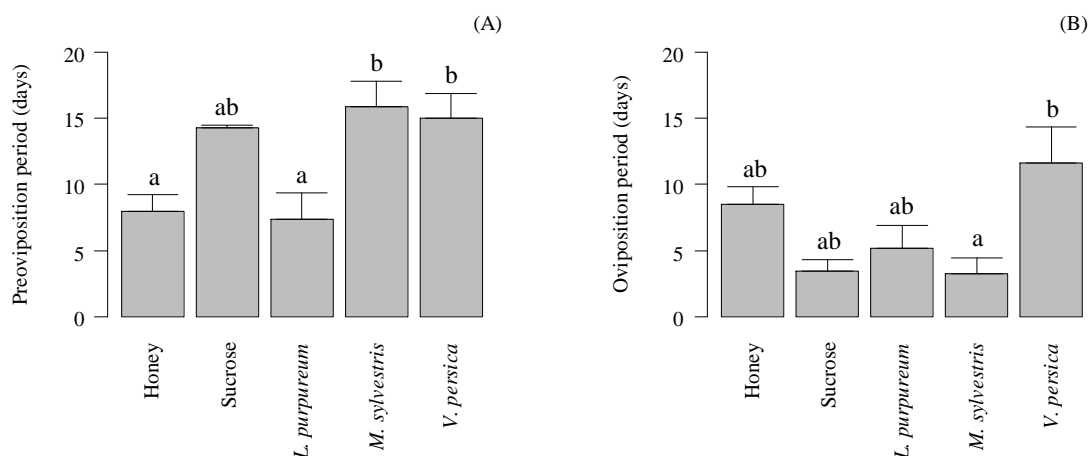 (A)
Preoviposition period (days)
20
15
10
5
0
a
ab
a
b
b
Honey
Sucrose
L. purpureum
M. sylvestris
V. persica
(B)
Oviposition period (days)
20
15
10
5
0
ab
ab
ab
a
b
Honey
Sucrose
L. purpureum
M. sylvestris
V. persica